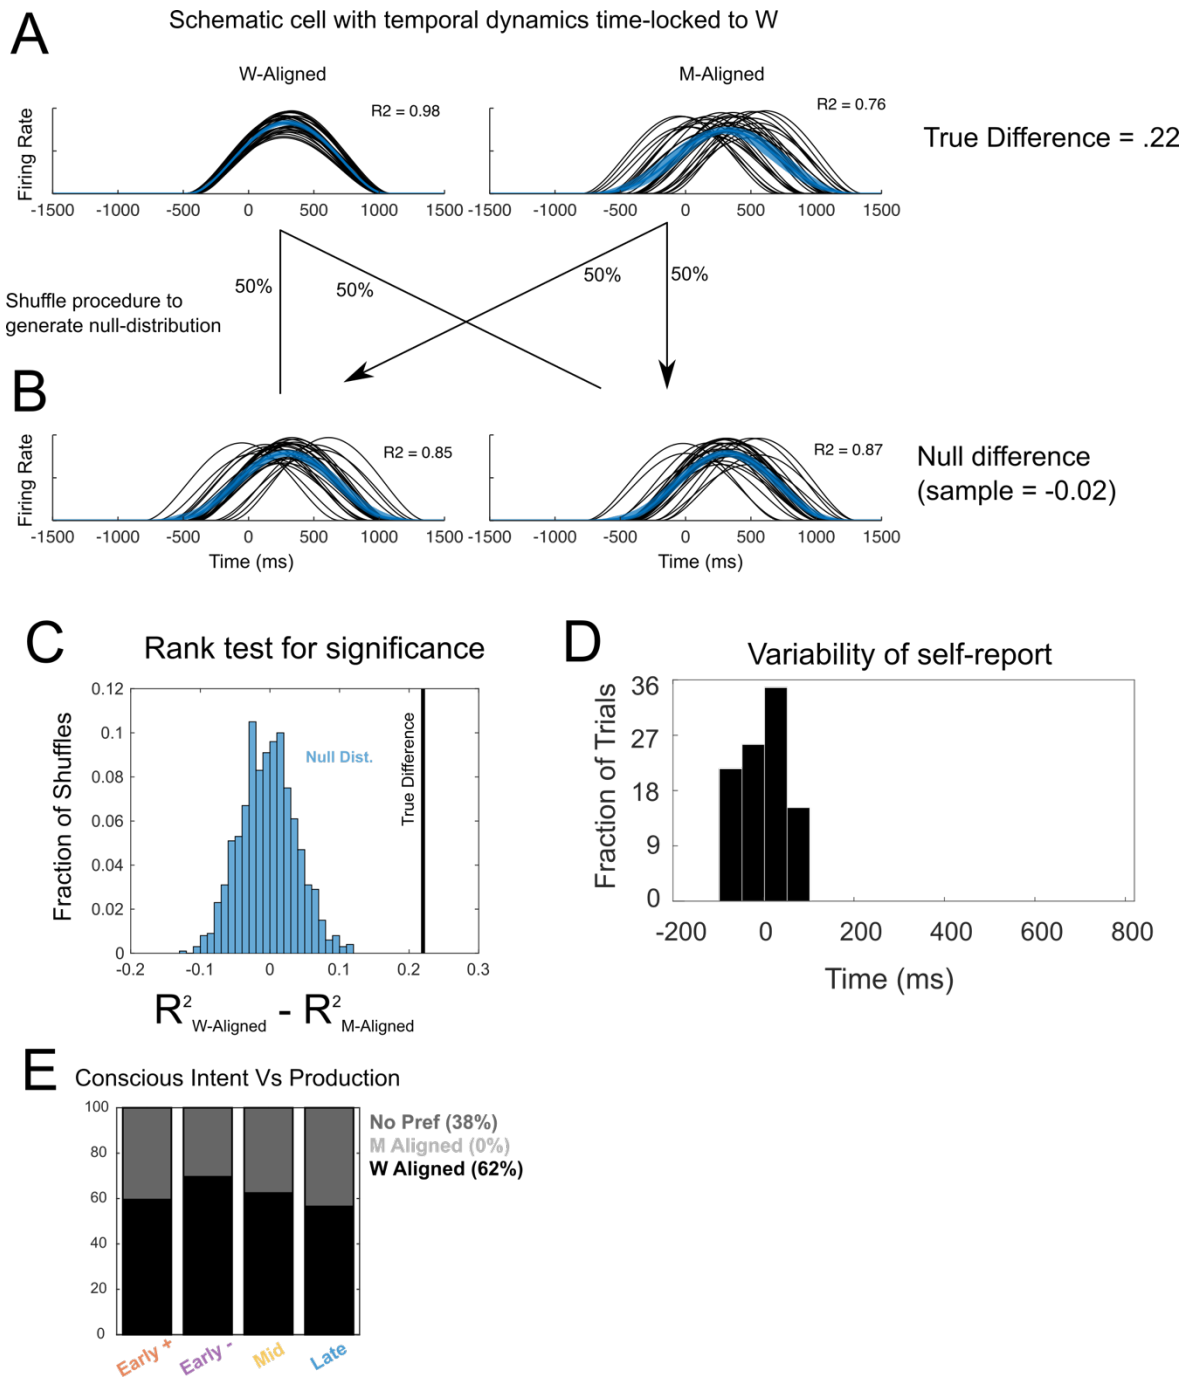 A
Schematic cell with temporal dynamics time-locked to W
W-Aligned
M-Aligned
Firing Rate
R2 = 0.98
R2 = 0.76
True Difference = .22
-1500 -1000 -500 0 500 1000 1500
-1500 -1000 -500 0 500 1000 1500
50%
50%
50%
50%
Shuffle procedure to
generate null-distribution
B
Firing Rate
R2 = 0.85
R2 = 0.87
Null difference
(sample = -0.02)
-1500 -1000 -500 0 500 1000 1500
-1500 -1000 -500 0 500 1000 1500
Time (ms)
Time (ms)
C
Rank test for significance
Fraction of Shuffles
0.12
0.1
0.08
0.06
0.04
0.02
0
Null Dist.
True Difference
-0.2 -0.1 0 0.1 0.2 0.3
R² W-Aligned - R² M-Aligned
D
Variability of self-report
Fraction of Trials
36
27
18
9
0
-200 0 200 400 600 800
Time (ms)
E
Conscious Intent Vs Production
100
80
60
40
20
0
No Pref (38%)
M Aligned (0%)
W Aligned (62%)
Early + Early - Mid Late